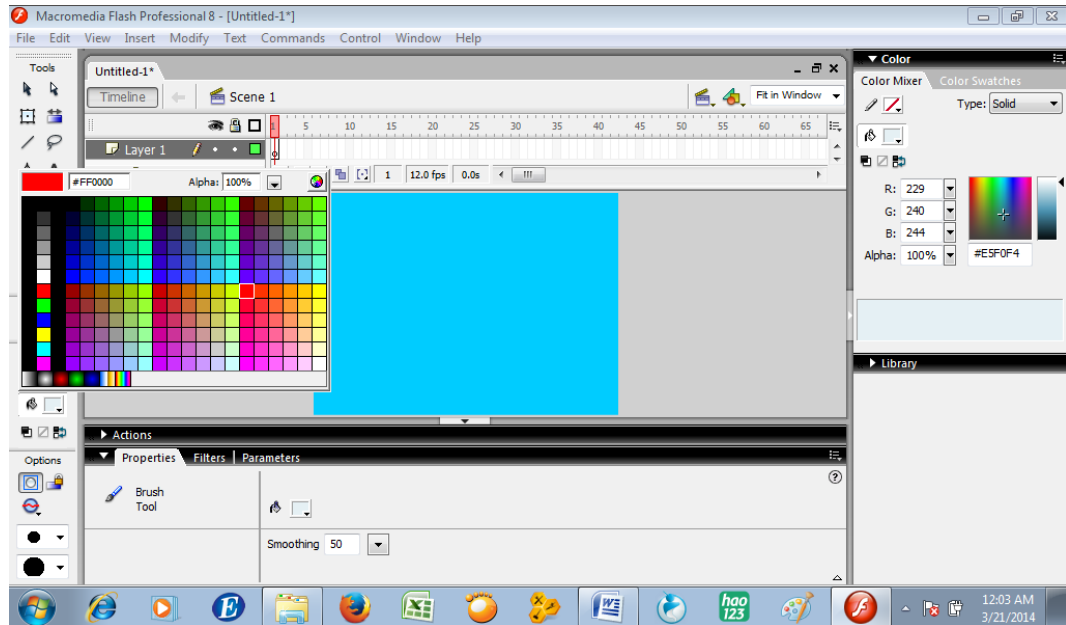 Macromedia Flash Professional 8 - [Untitled-1*]
File Edit View Insert Modify Text Commands Control Window Help
Tools
Untitled-1*
Timeline
Scene 1
Fit in Window
1 5 10 15 20 25 30 35 40 45 50 55 60 65
Layer 1
1 12.0 fps 0.0s
#FF0000 Alpha: 100%
Color
Color Mixer Color Swatches
Type: Solid
R: 229
G: 240
B: 244
Alpha: 100% #E5F0F4
Library
Actions
Properties Filters Parameters
Options
Brush
Tool
Smoothing 50
hao
123
12:03 AM
3/21/2014